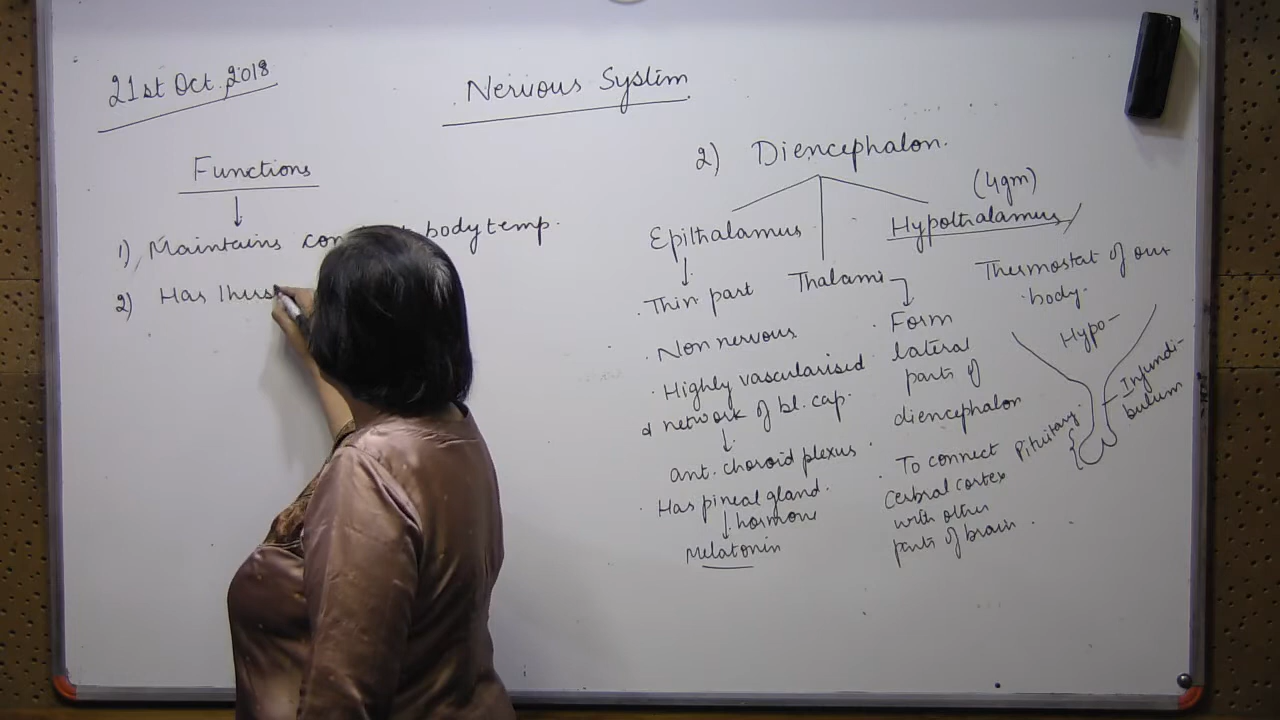 21st Oct. 2018
Nervous System
Functions
1) Maintains body temp.
2) Has thirs
2) Diencephalon.
Epithalamus
Thin part
. Non nervous
. Highly vascularised
network of bl. cap.
ant. choroid plexus
. Has pineal gland.
hormone
Melatonin
Thalami
. Form
lateral
parts of
diencephalon
. To connect
Cerbral cortex
with other
parts of brain.
(4gm)
Hypothalamus
Thermostat of our
body.
Hypo-
Infundi-
bulum
Pituitary